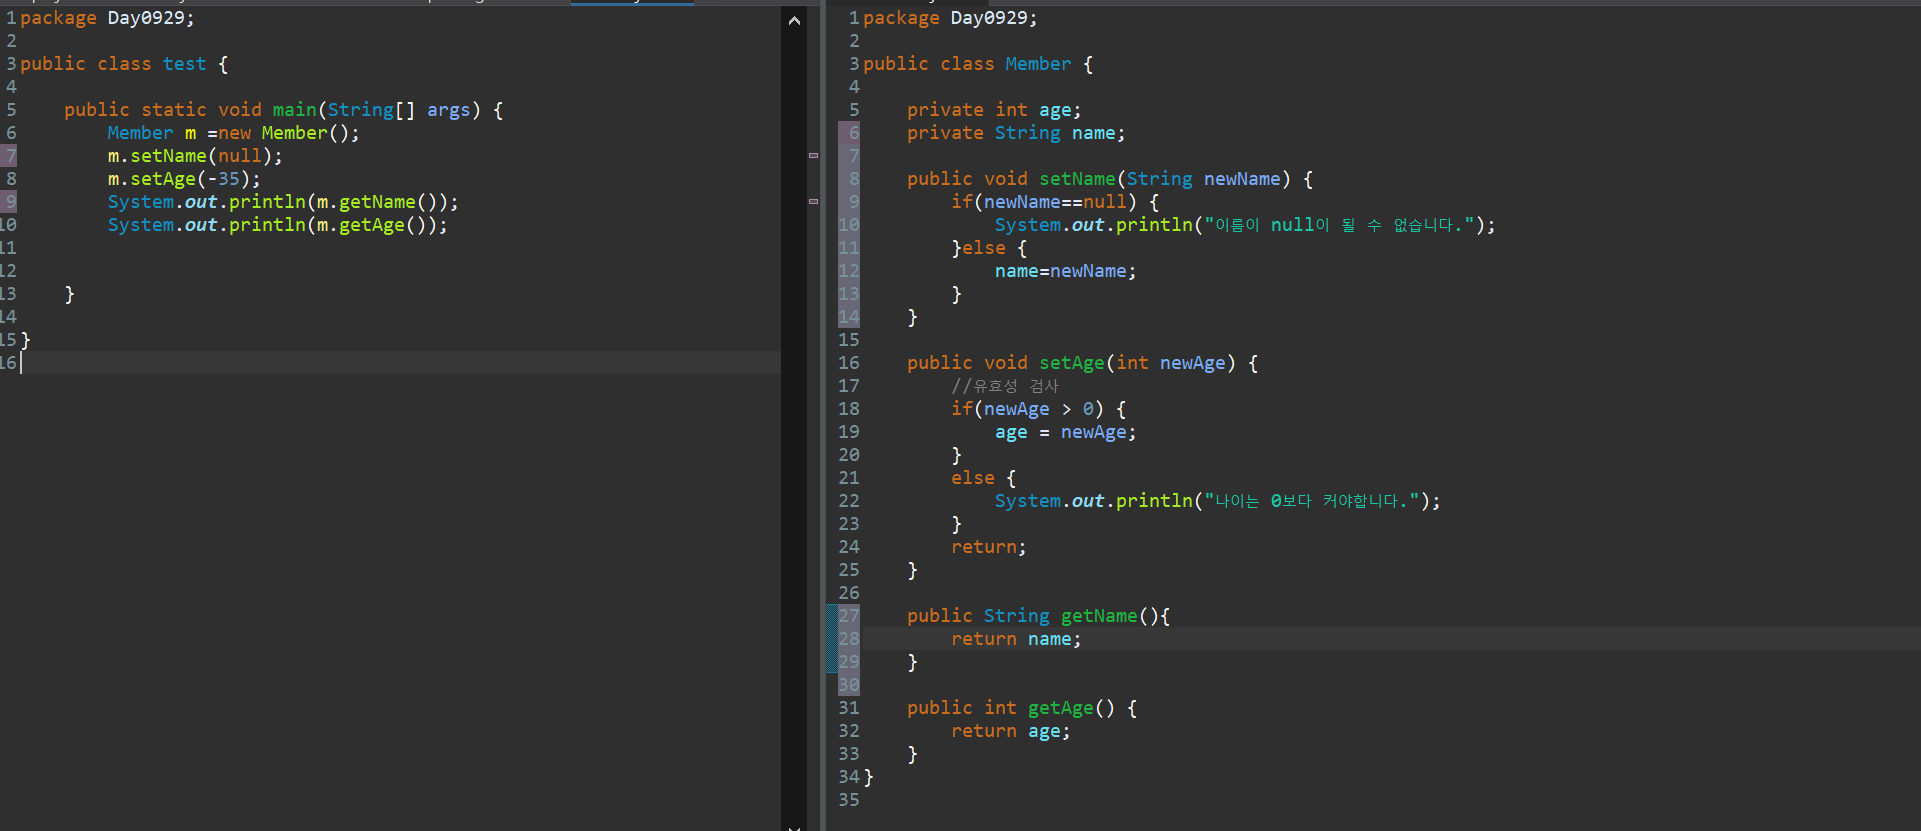 1 package Day0929;
2
3 public class test {
4
5     public static void main(String[] args) {
6         Member m =new Member();
7         m.setName(null);
8         m.setAge(-35);
9         System.out.println(m.getName());
10         System.out.println(m.getAge());
11
12
13     }
14
15 }
16
1 package Day0929;
2
3 public class Member {
4
5     private int age;
6     private String name;
7
8     public void setName(String newName) {
9         if(newName==null) {
10             System.out.println("이름이 null이 될 수 없습니다.");
11         }else {
12             name=newName;
13         }
14     }
15
16     public void setAge(int newAge) {
17         //유효성 검사
18         if(newAge > 0) {
19             age = newAge;
20         }
21         else {
22             System.out.println("나이는 0보다 커야합니다.");
23         }
24         return;
25     }
26
27     public String getName(){
28         return name;
29     }
30
31     public int getAge() {
32         return age;
33     }
34 }
35